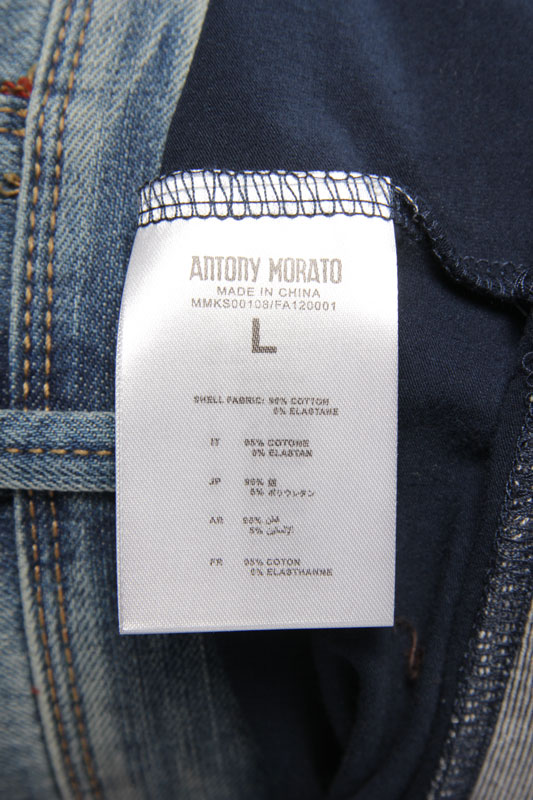 ANTONY MORATO
MADE IN CHINA
MMKS00108/FA120001
L
SHELL FABRIC: 95% COTTON
5% ELASTANE
IT 95% COTONE
5% ELASTAN
JP 95% 綿
5% ポリウレタン
AR 95% قطن
5% الإلستين
FR 95% COTON
5% ELASTHANNE